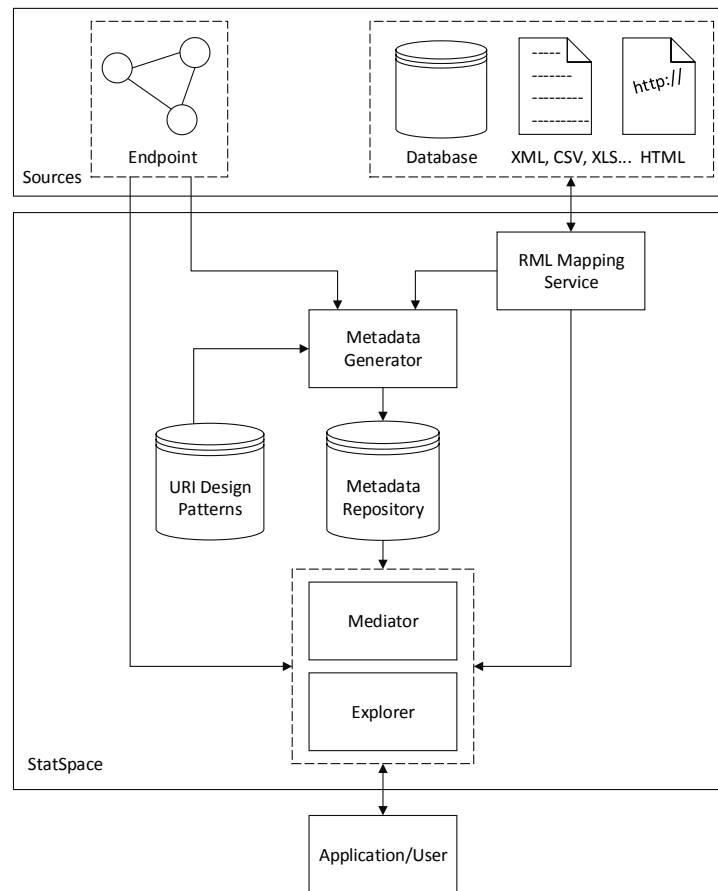 http://
Endpoint
Database
XML, CSV, XLS...
HTML
Sources
RML Mapping
Service
Metadata
Generator
URI Design
Patterns
Metadata
Repository
Mediator
Explorer
StatSpace
Application/User